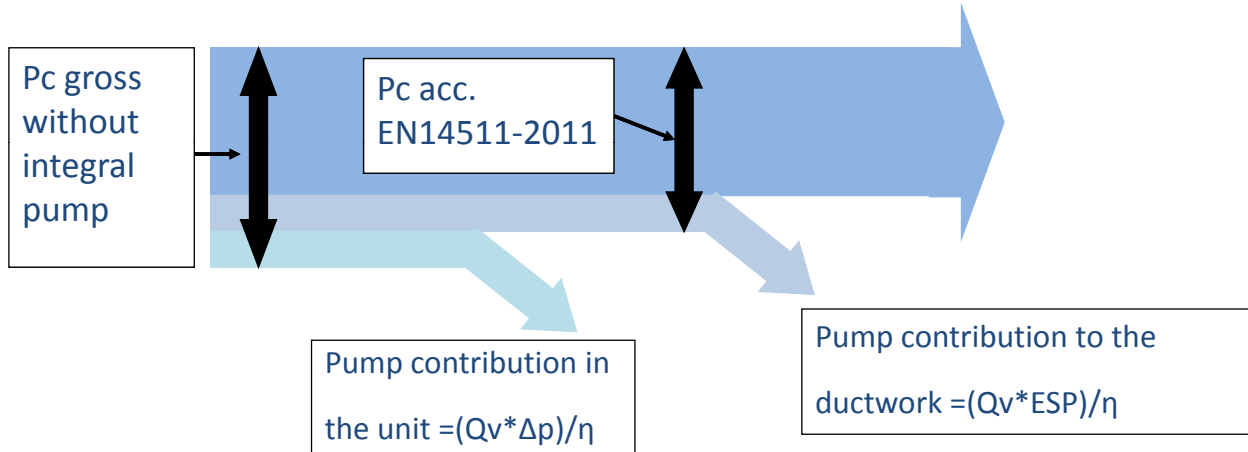 Pc gross
without
integral
pump
Pc acc.
EN14511-2011
Pump contribution in
the unit =(Qv*Δp)/η
Pump contribution to the
ductwork =(Qv*ESP)/η